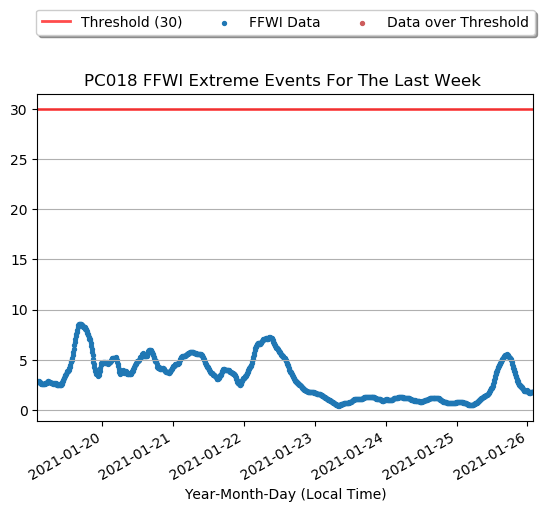 Threshold (30) FFWI Data Data over Threshold
PC018 FFWI Extreme Events For The Last Week
30
25
20
15
10
5
0
2021-01-20 2021-01-21 2021-01-22 2021-01-23 2021-01-24 2021-01-25 2021-01-26
Year-Month-Day (Local Time)